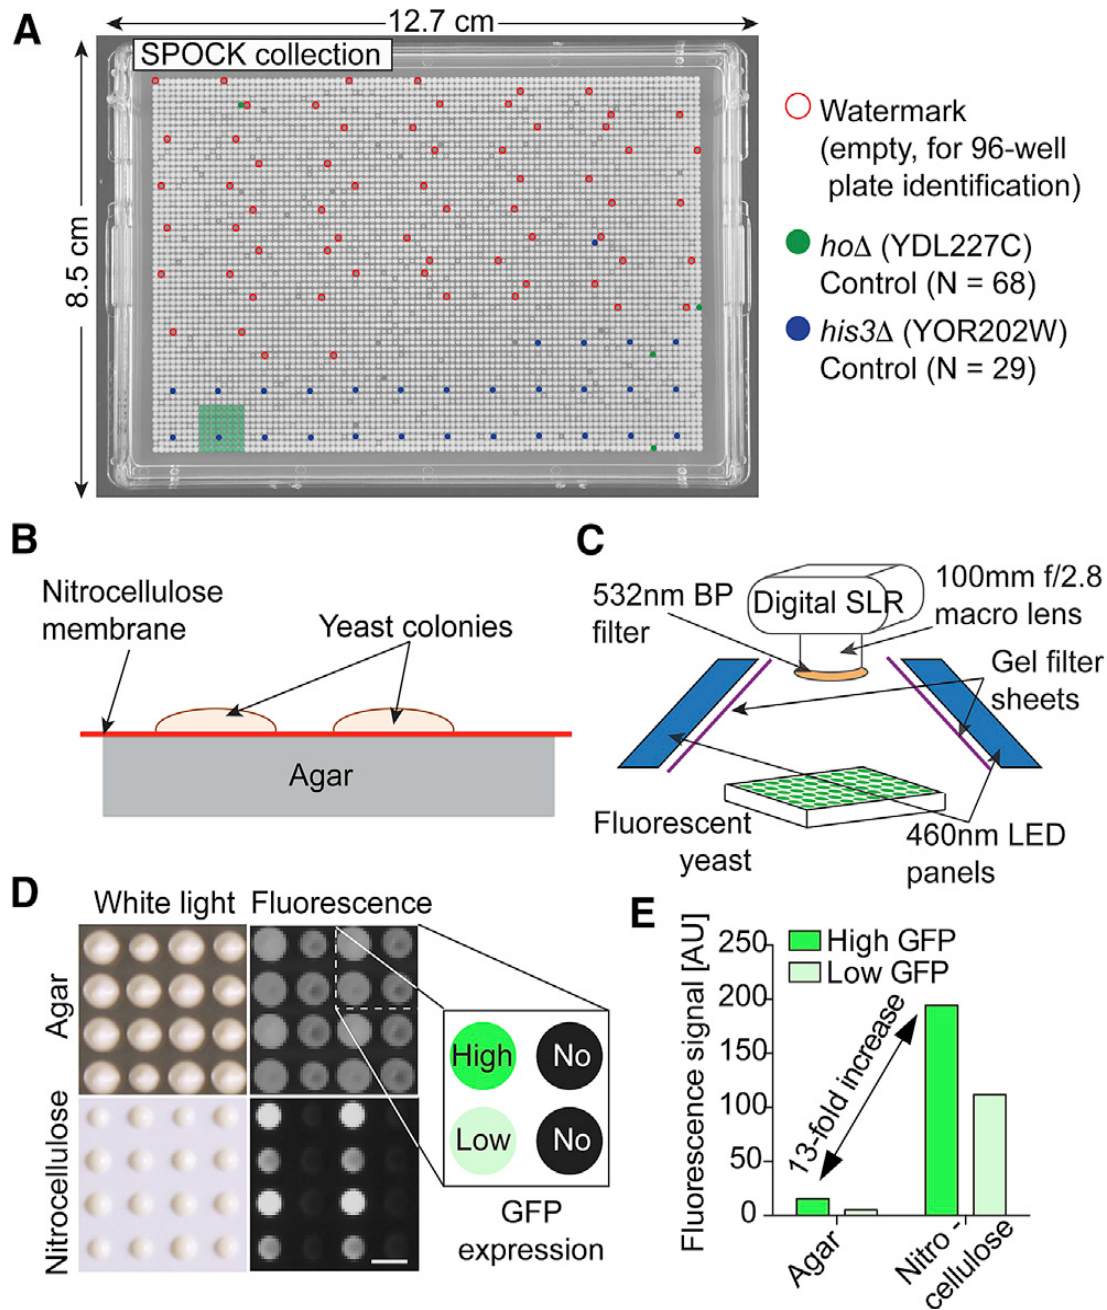 A
12.7 cm
8.5 cm
SPOCK collection
Watermark
(empty, for 96-well
plate identification)
hoΔ (YDL227C)
Control (N = 68)
his3Δ (YOR202W)
Control (N = 29)
B
Nitrocellulose
membrane
Yeast colonies
Agar
C
532nm BP
filter
Digital SLR
100mm f/2.8
macro lens
Gel filter
sheets
Fluorescent
yeast
460nm LED
panels
D
White light
Fluorescence
Agar
Nitrocellulose
High
No
Low
No
GFP
expression
E
Fluorescence signal [AU]
250
200
150
100
50
0
High GFP
Low GFP
13-fold increase
Agar
Nitro -
cellulose